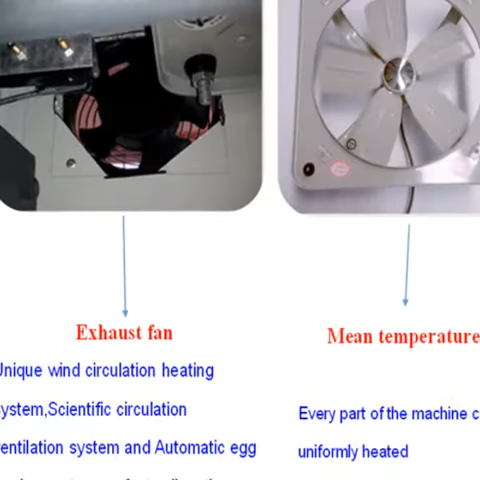 Exhaust fan
Unique wind circulation heating
system,Scientific circulation
ventilation system and Automatic egg
Mean temperature
Every part of the machine c
uniformly heated